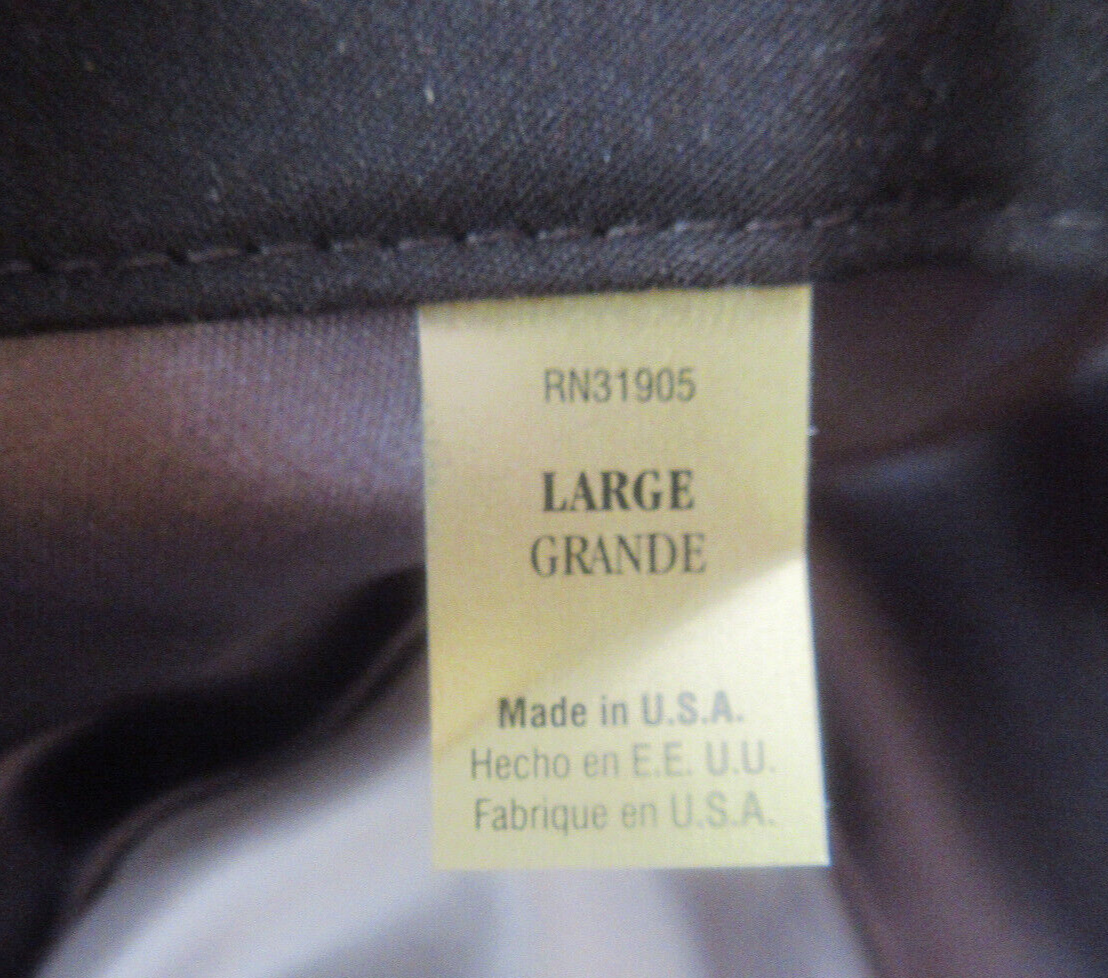 RN31905
LARGE
GRANDE
Made in U.S.A.
Hecho en E.E. U.U.
Fabrique en U.S.A.